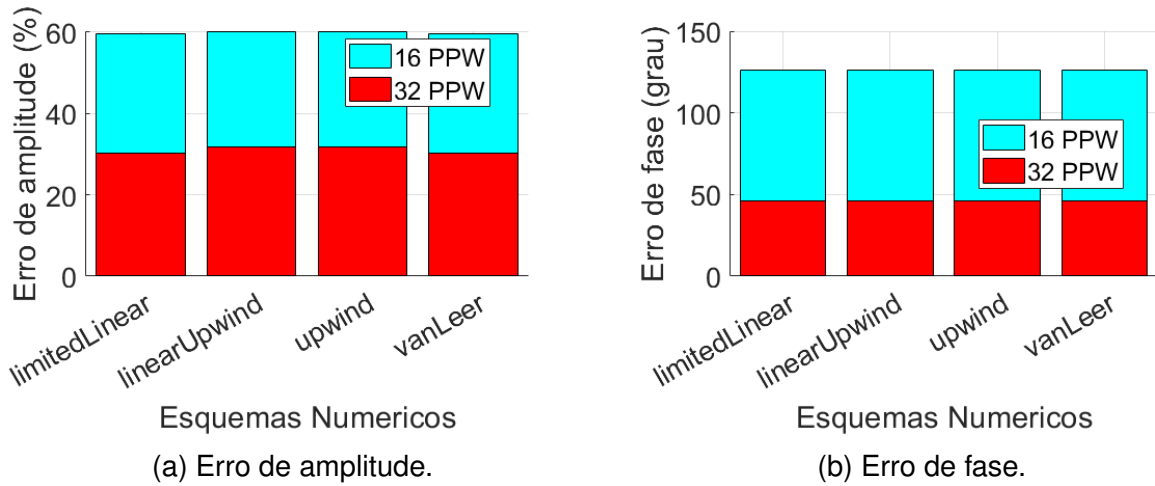 Erro de amplitude (%)
60
40
20
0
16 PPW
32 PPW
limitedLinear
linearUpwind
upwind
vanLeer
Esquemas Numericos
(a) Erro de amplitude.
Erro de fase (grau)
150
100
50
0
16 PPW
32 PPW
limitedLinear
linearUpwind
upwind
vanLeer
Esquemas Numericos
(b) Erro de fase.